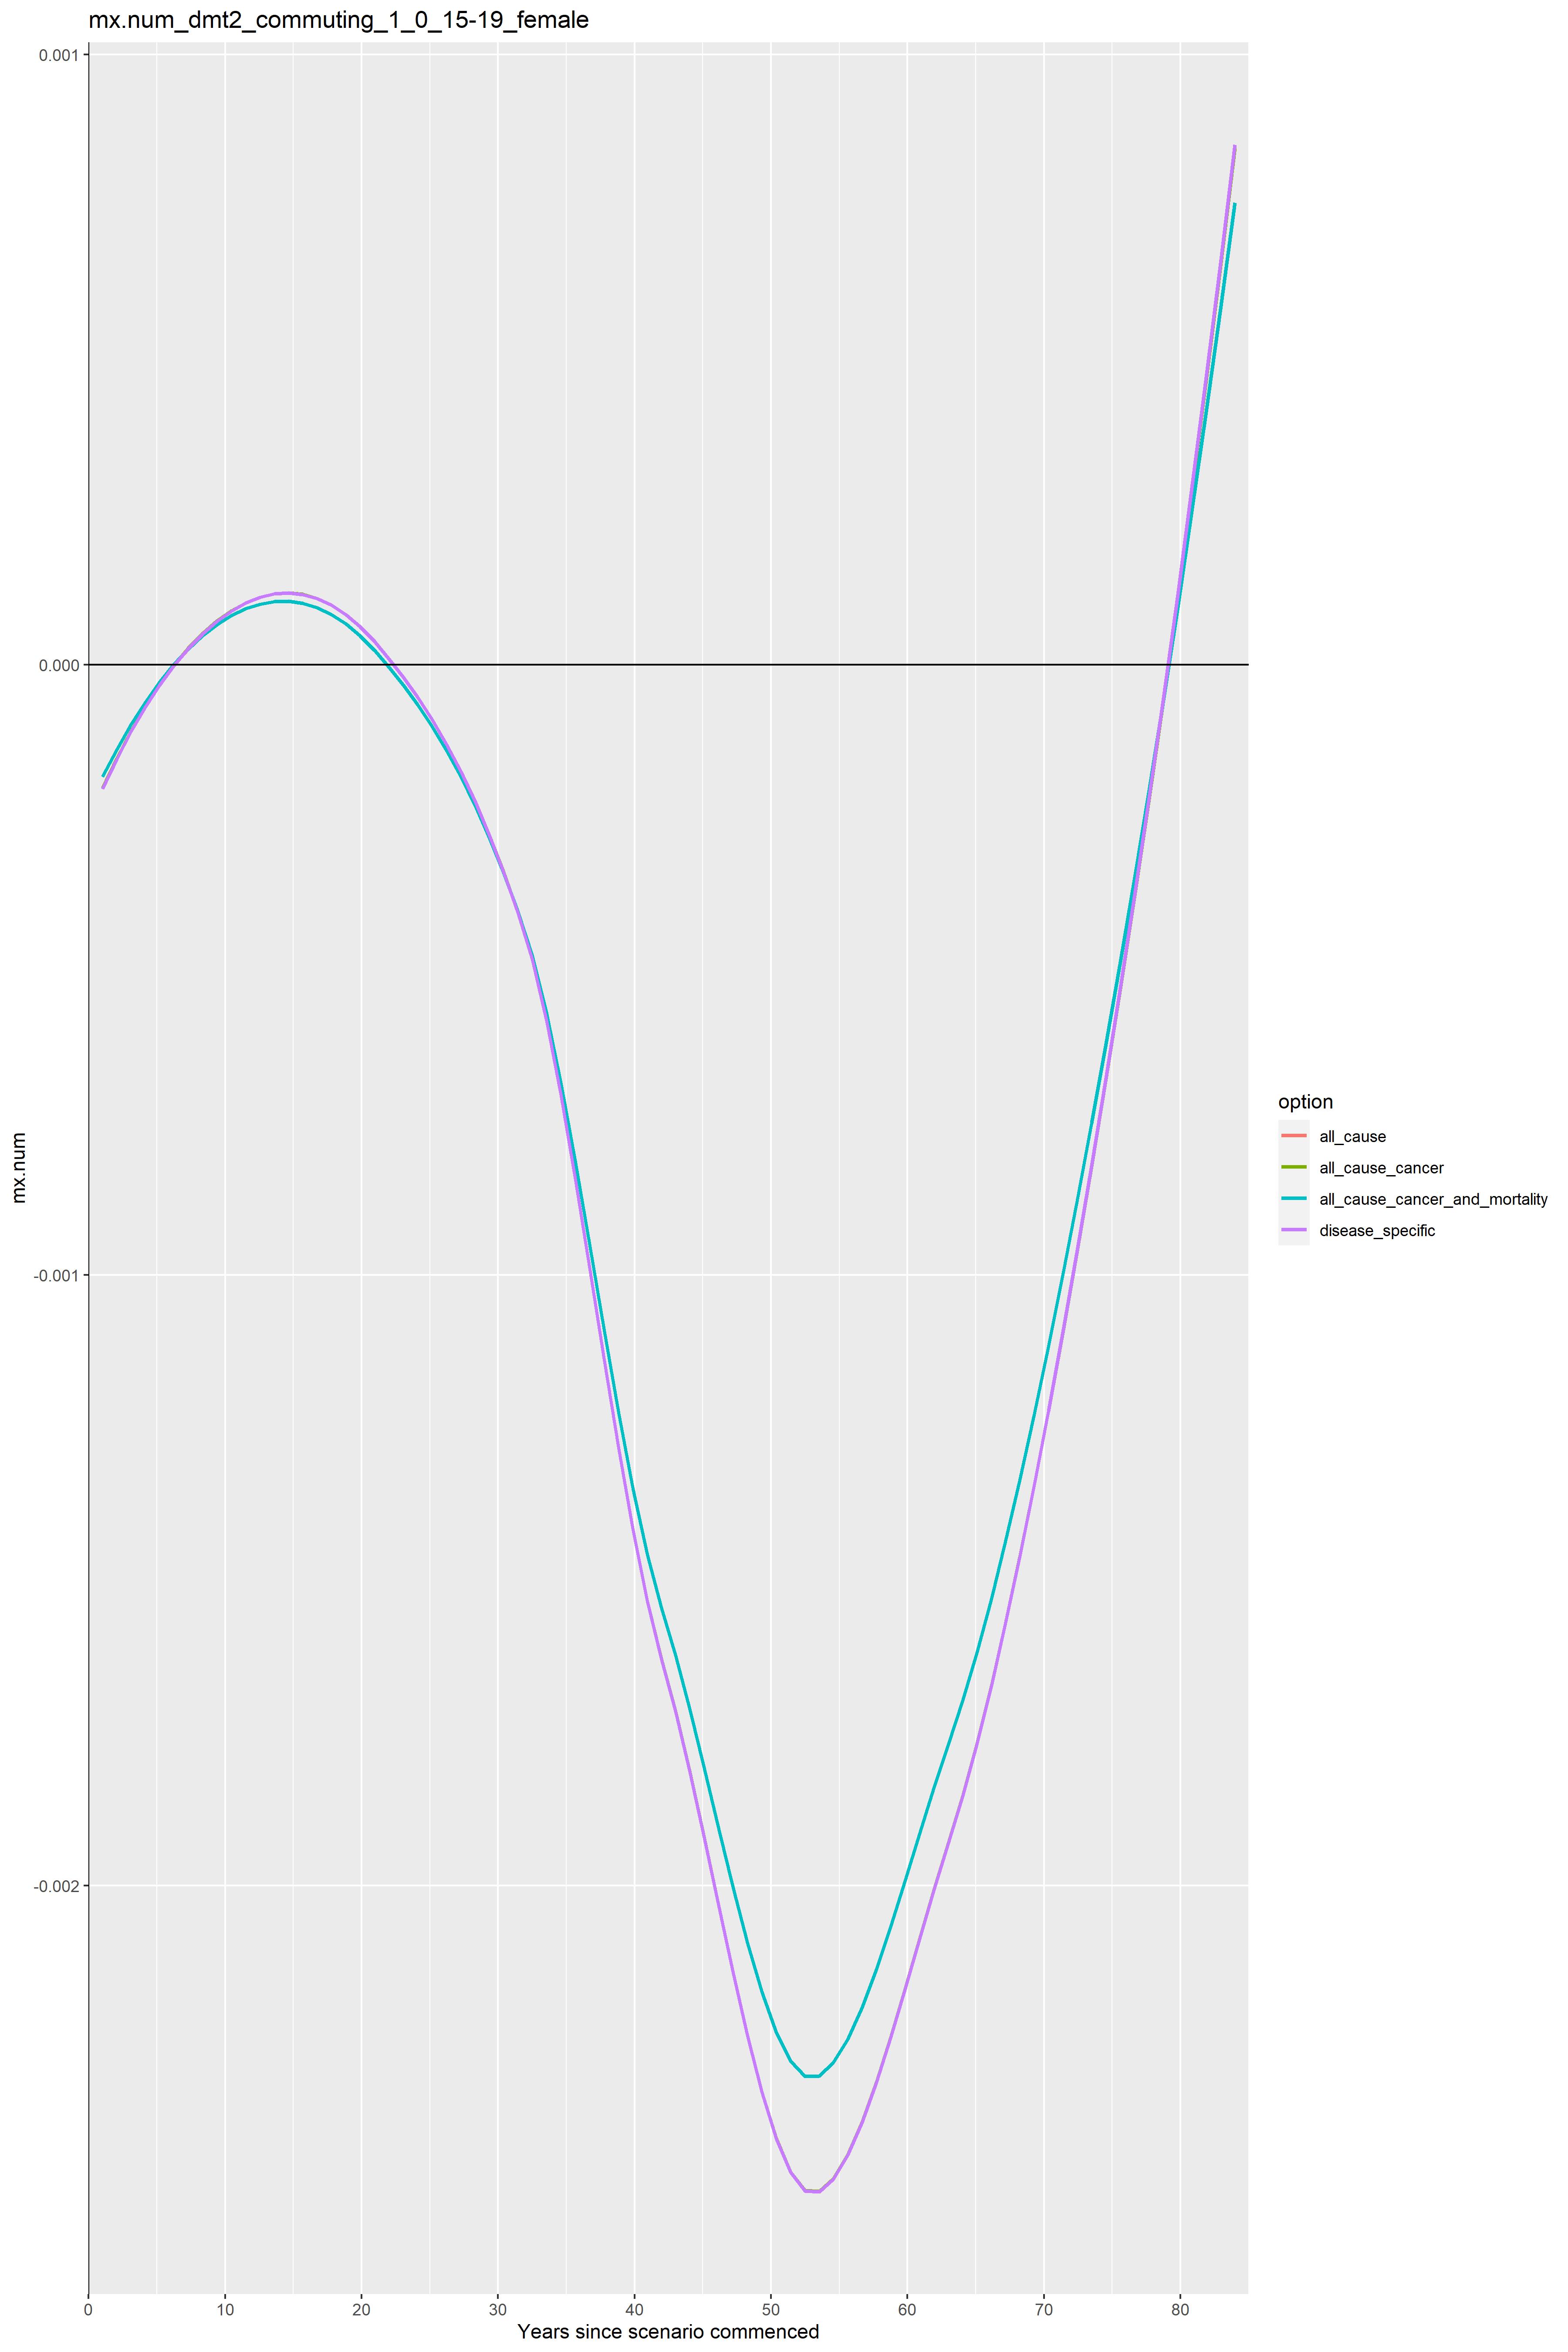 mx.num_dmt2_commuting_1_0_15-19_female
0.001
0.000
-0.001
-0.002
mx.num
0 10 20 30 40 50 60 70 80
Years since scenario commenced
option
all_cause
all_cause_cancer
all_cause_cancer_and_mortality
disease_specific